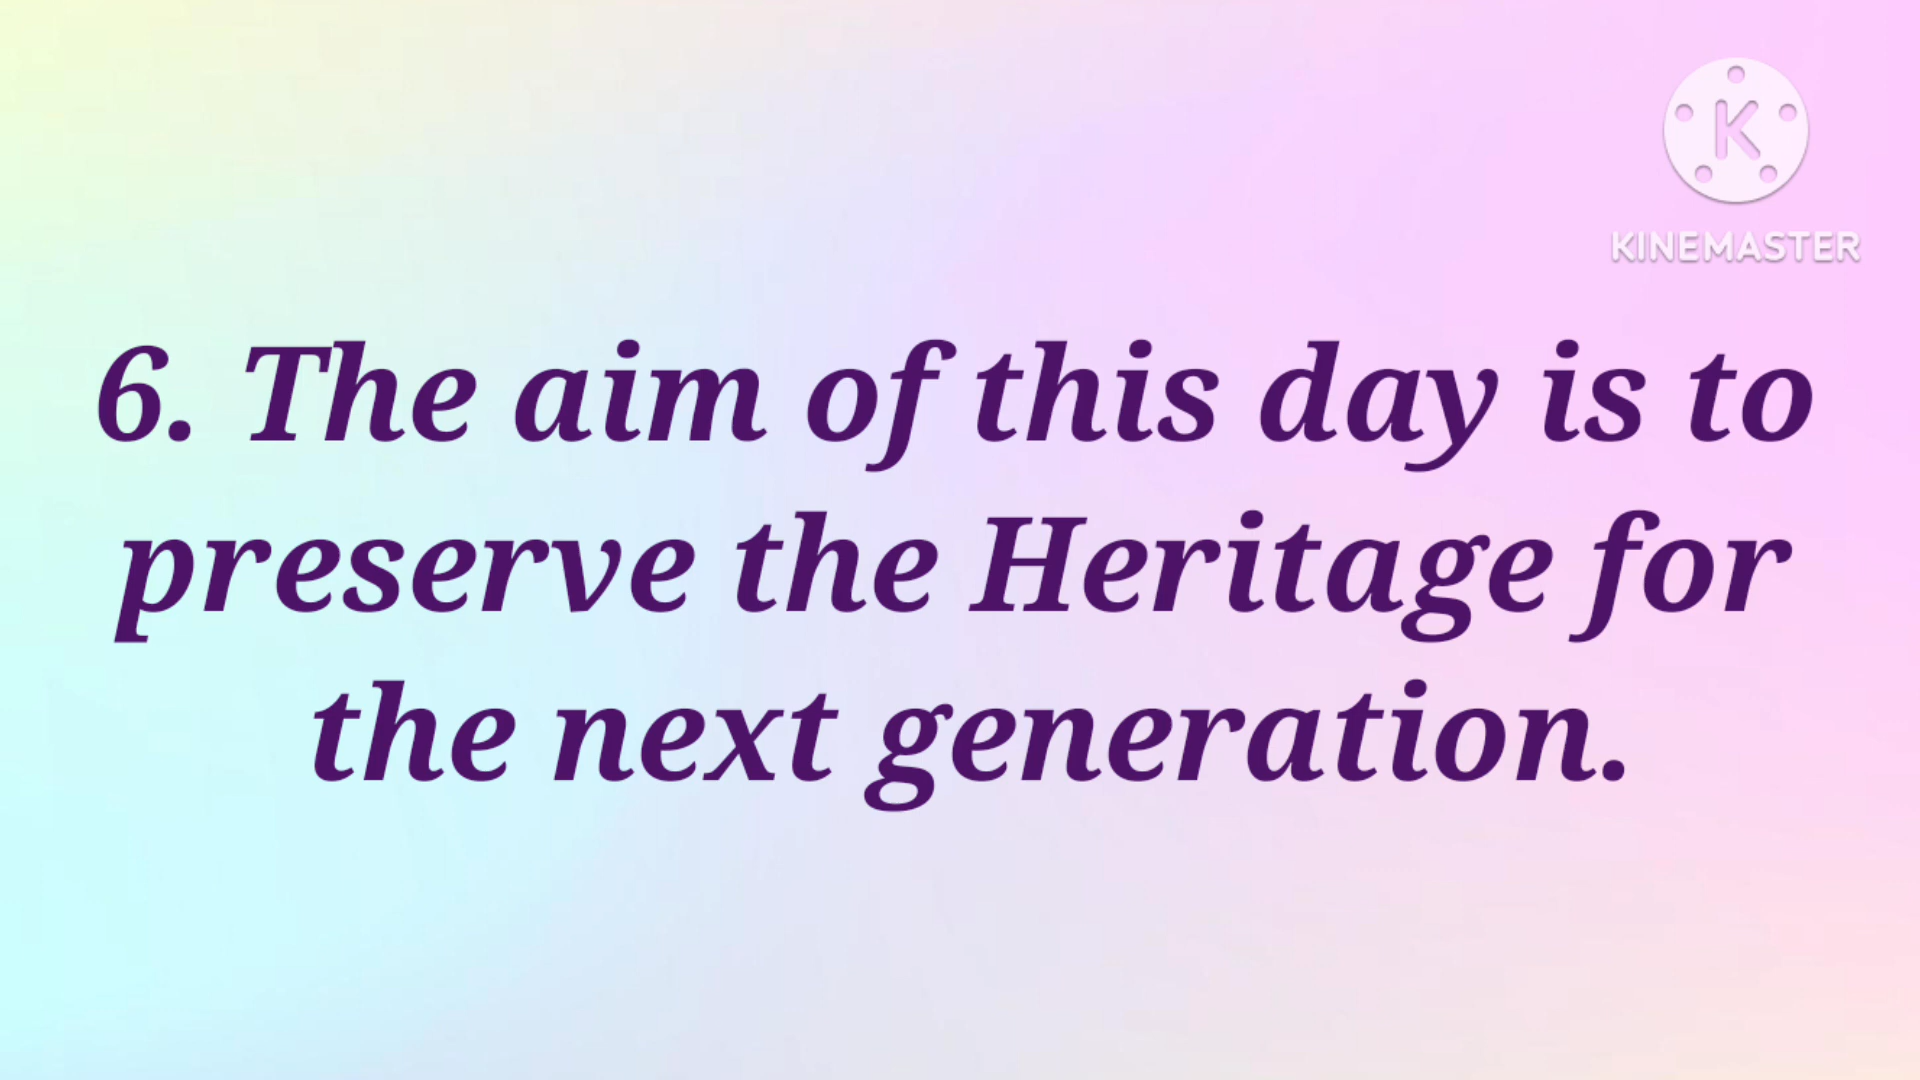 K
KINEMASTER
6. The aim of this day is to
preserve the Heritage for
the next generation.